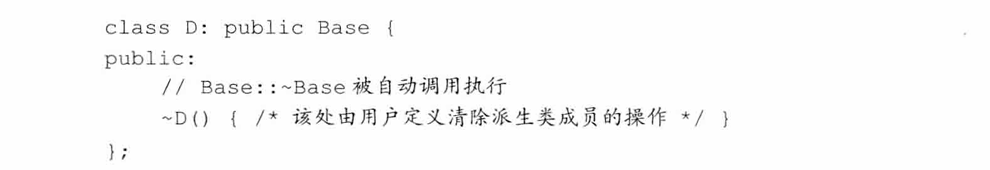 class D: public Base {
public:
// Base::~Base 被自动调用执行
~D() { /* 该处由用户定义清除派生类成员的操作 */ }
};